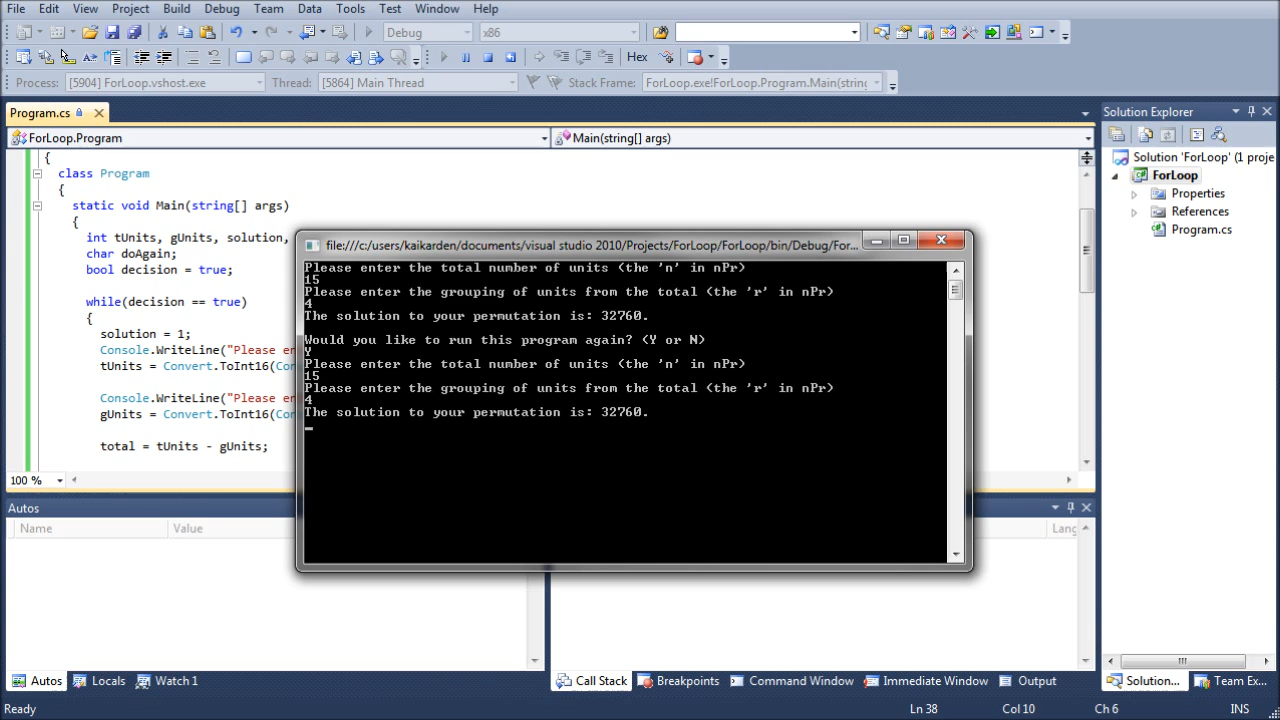 File Edit View Project Build Debug Team Data Tools Test Window Help
Debug x86
Hex
Process: [5904] ForLoop.vshost.exe Thread: [5864] Main Thread Stack Frame: ForLoop.exe!ForLoop.Program.Main(string
Program.cs
ForLoop.Program Main(string[] args)
{
class Program
{
static void Main(string[] args)
{
int tUnits, gUnits, solution,
char doAgain;
bool decision = true;
while(decision == true)
{
solution = 1;
Console.WriteLine("Please en
tUnits = Convert.ToInt16(Co
Console.WriteLine("Please en
gUnits = Convert.ToInt16(Co
total = tUnits - gUnits;
100 %
file:///c:/users/kaikarden/documents/visual studio 2010/Projects/ForLoop/ForLoop/bin/Debug/For...
Please enter the total number of units (the 'n' in nPr)
15
Please enter the grouping of units from the total (the 'r' in nPr)
4
The solution to your permutation is: 32760.
Would you like to run this program again? (Y or N)
Y
Please enter the total number of units (the 'n' in nPr)
15
Please enter the grouping of units from the total (the 'r' in nPr)
4
The solution to your permutation is: 32760.
Solution Explorer
Solution 'ForLoop' (1 proje
ForLoop
Properties
References
Program.cs
Autos
Name Value
Lang
Autos Locals Watch 1
Call Stack Breakpoints Command Window Immediate Window Output
Solution... Team Ex...
Ready Ln 38 Col 10 Ch 6 INS